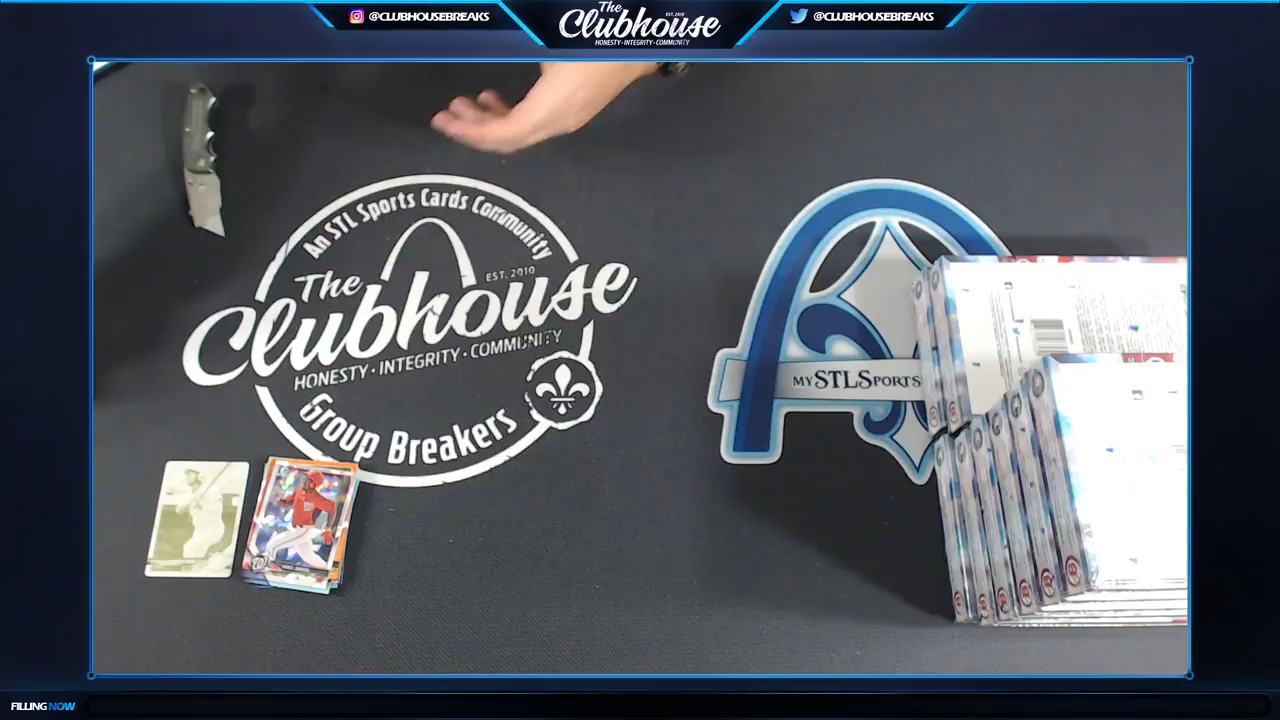 @CLUBHOUSEBREAKS
The
EST. 2010
Clubhouse
HONESTY • INTEGRITY • COMMUNITY
@CLUBHOUSEBREAKS
An STL Sports Cards Community
The
EST. 2010
Clubhouse
HONESTY • INTEGRITY • COMMUNITY
Group Breakers
MYSTLSPORTS
FILLING NOW